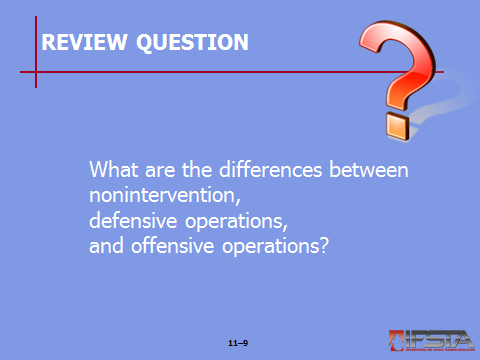 REVIEW QUESTION
What are the differences between
nonintervention,
defensive operations,
and offensive operations?
11–9
IFSTA